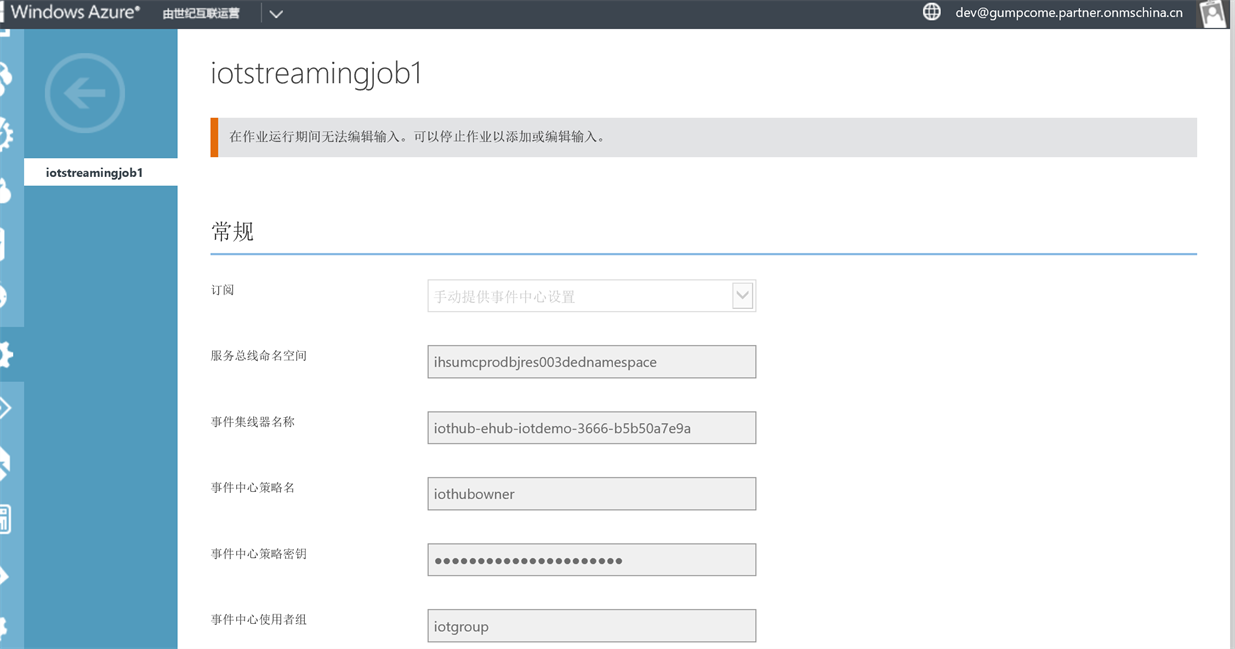 Windows Azure® 由世纪互联运营 dev@gumpcome.partner.onmschina.cn
iotstreamingjob1
iotstreamingjob1
在作业运行期间无法编辑输入。可以停止作业以添加或编辑输入。
常规
订阅 手动提供事件中心设置
服务总线命名空间 ihsumcprodbjres003dednamespace
事件集线器名称 iothub-ehub-iotdemo-3666-b5b50a7e9a
事件中心策略名 iothubowner
事件中心策略密钥 ●●●●●●●●●●●●●●●●●●●●●●
事件中心使用者组 iotgroup